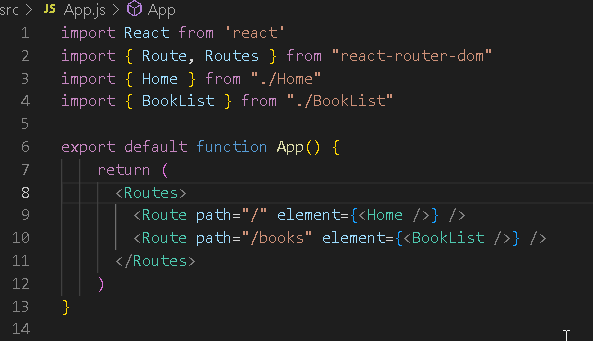 src > JS App.js > App
1 import React from 'react'
2 import { Route, Routes } from "react-router-dom"
3 import { Home } from "./Home"
4 import { BookList } from "./BookList"
5
6 export default function App() {
7 return (
8 <Routes>
9 <Route path="/" element={<Home />} />
10 <Route path="/books" element={<BookList />} />
11 </Routes>
12 )
13 }
14